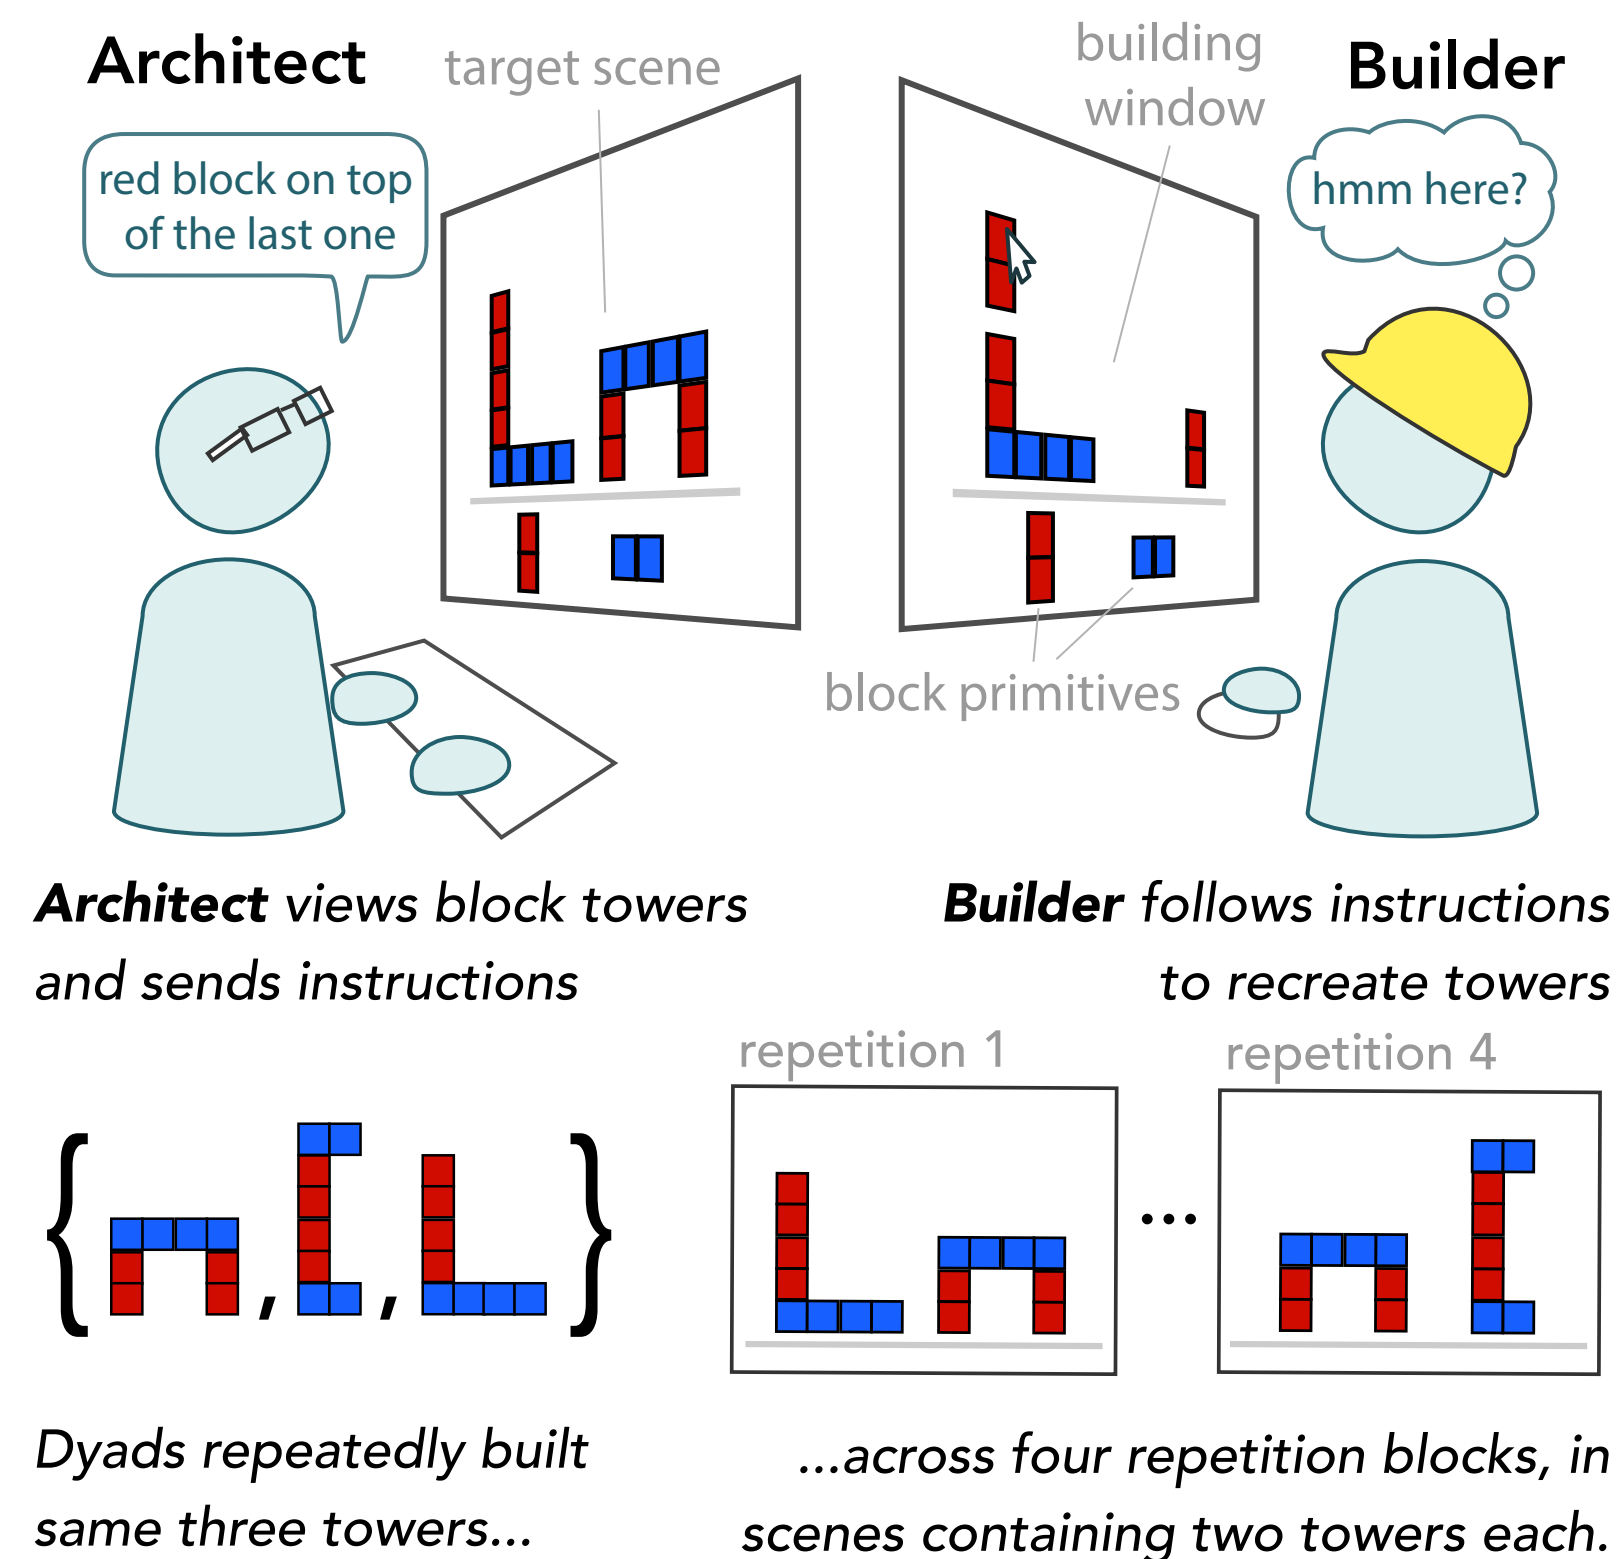 Architect
target scene
building
window
Builder
red block on top
of the last one
hmm here?
block primitives
Architect views block towers
and sends instructions
Builder follows instructions
to recreate towers
repetition 1
repetition 4
{ , , }
...
Dyads repeatedly built
same three towers...
...across four repetition blocks, in
scenes containing two towers each.